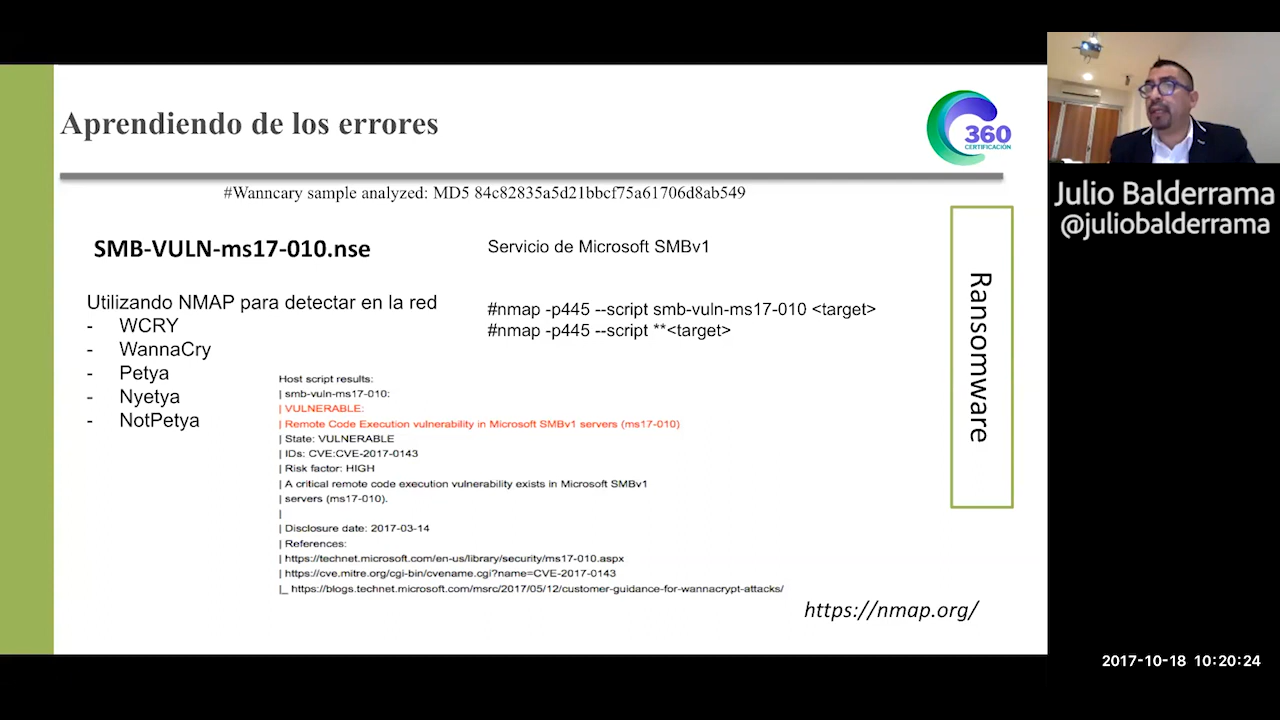 Aprendiendo de los errores
360
CERTIFICACIÓN
#Wanncary sample analyzed: MD5 84c82835a5d21bbcf75a61706d8ab549
SMB-VULN-ms17-010.nse
Servicio de Microsoft SMBv1
Utilizando NMAP para detectar en la red
- WCRY
- WannaCry
- Petya
- Nyetya
- NotPetya
#nmap -p445 --script smb-vuln-ms17-010 <target>
#nmap -p445 --script **<target>
Host script results:
| smb-vuln-ms17-010:
| VULNERABLE:
| Remote Code Execution vulnerability in Microsoft SMBv1 servers (ms17-010)
| State: VULNERABLE
| IDs: CVE:CVE-2017-0143
| Risk factor: HIGH
| A critical remote code execution vulnerability exists in Microsoft SMBv1
| servers (ms17-010).
|
| Disclosure date: 2017-03-14
| References:
| https://technet.microsoft.com/en-us/library/security/ms17-010.aspx
| https://cve.mitre.org/cgi-bin/cvename.cgi?name=CVE-2017-0143
|_ https://blogs.technet.microsoft.com/msrc/2017/05/12/customer-guidance-for-wannacrypt-attacks/
https://nmap.org/
Ransomware
Julio Balderrama
@juliobalderrama
2017-10-18 10:20:24